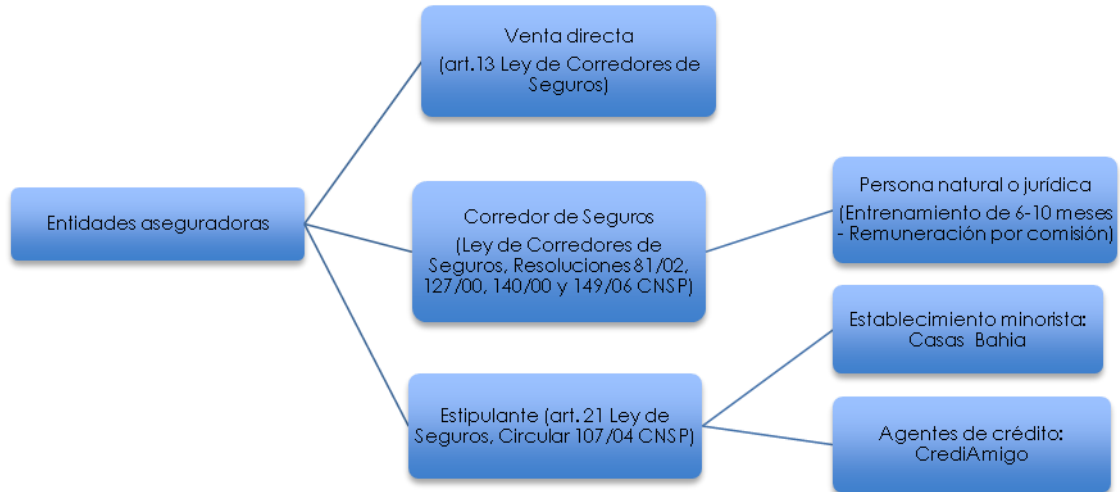 Venta directa
(art.13 Ley de Corredores de
Seguros)
Entidades aseguradoras
Corredor de Seguros
(Ley de Corredores de
Seguros, Resoluciones 81/02,
127/00, 140/00 y 149/06 CNSP)
Persona natural o jurídica
(Entrenamiento de 6-10 meses
- Remuneración por comisión)
Estipulante (art. 21 Ley de
Seguros, Circular 107/04 CNSP)
Establecimiento minorista:
Casas Bahia
Agentes de crédito:
CrediAmigo